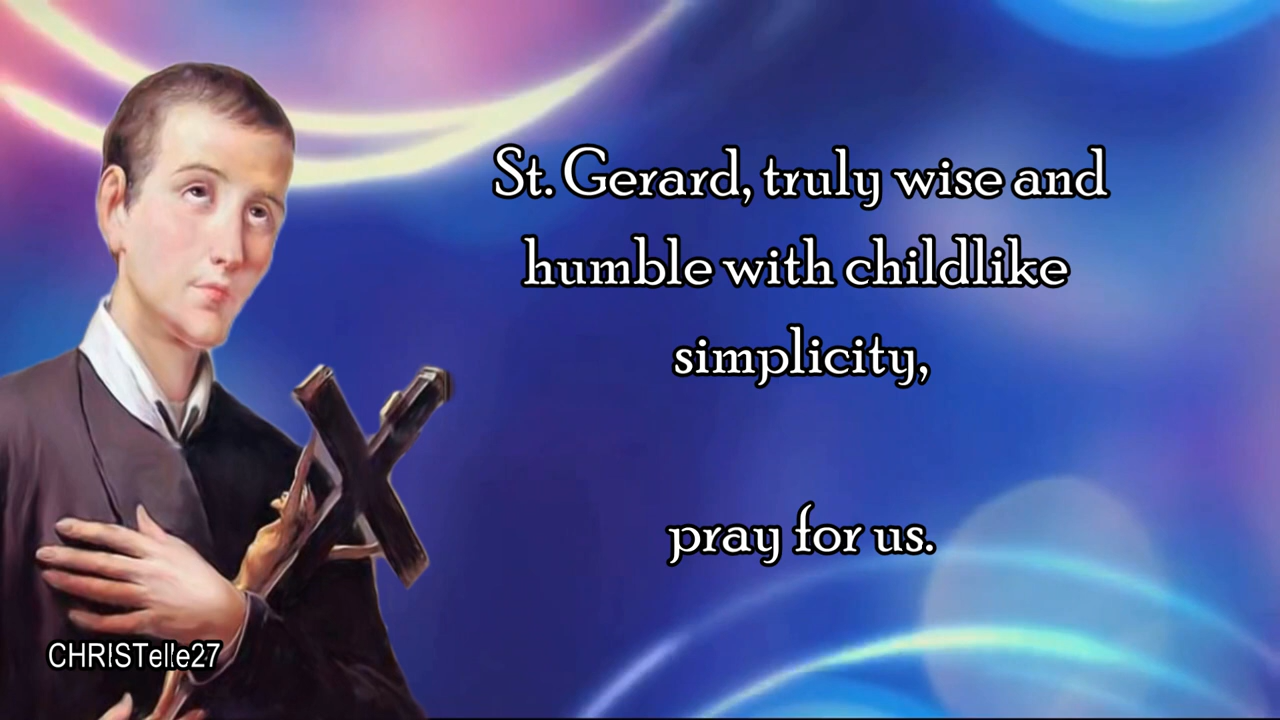 St. Gerard, truly wise and
humble with childlike
simplicity,
pray for us.
CHRISTelle27